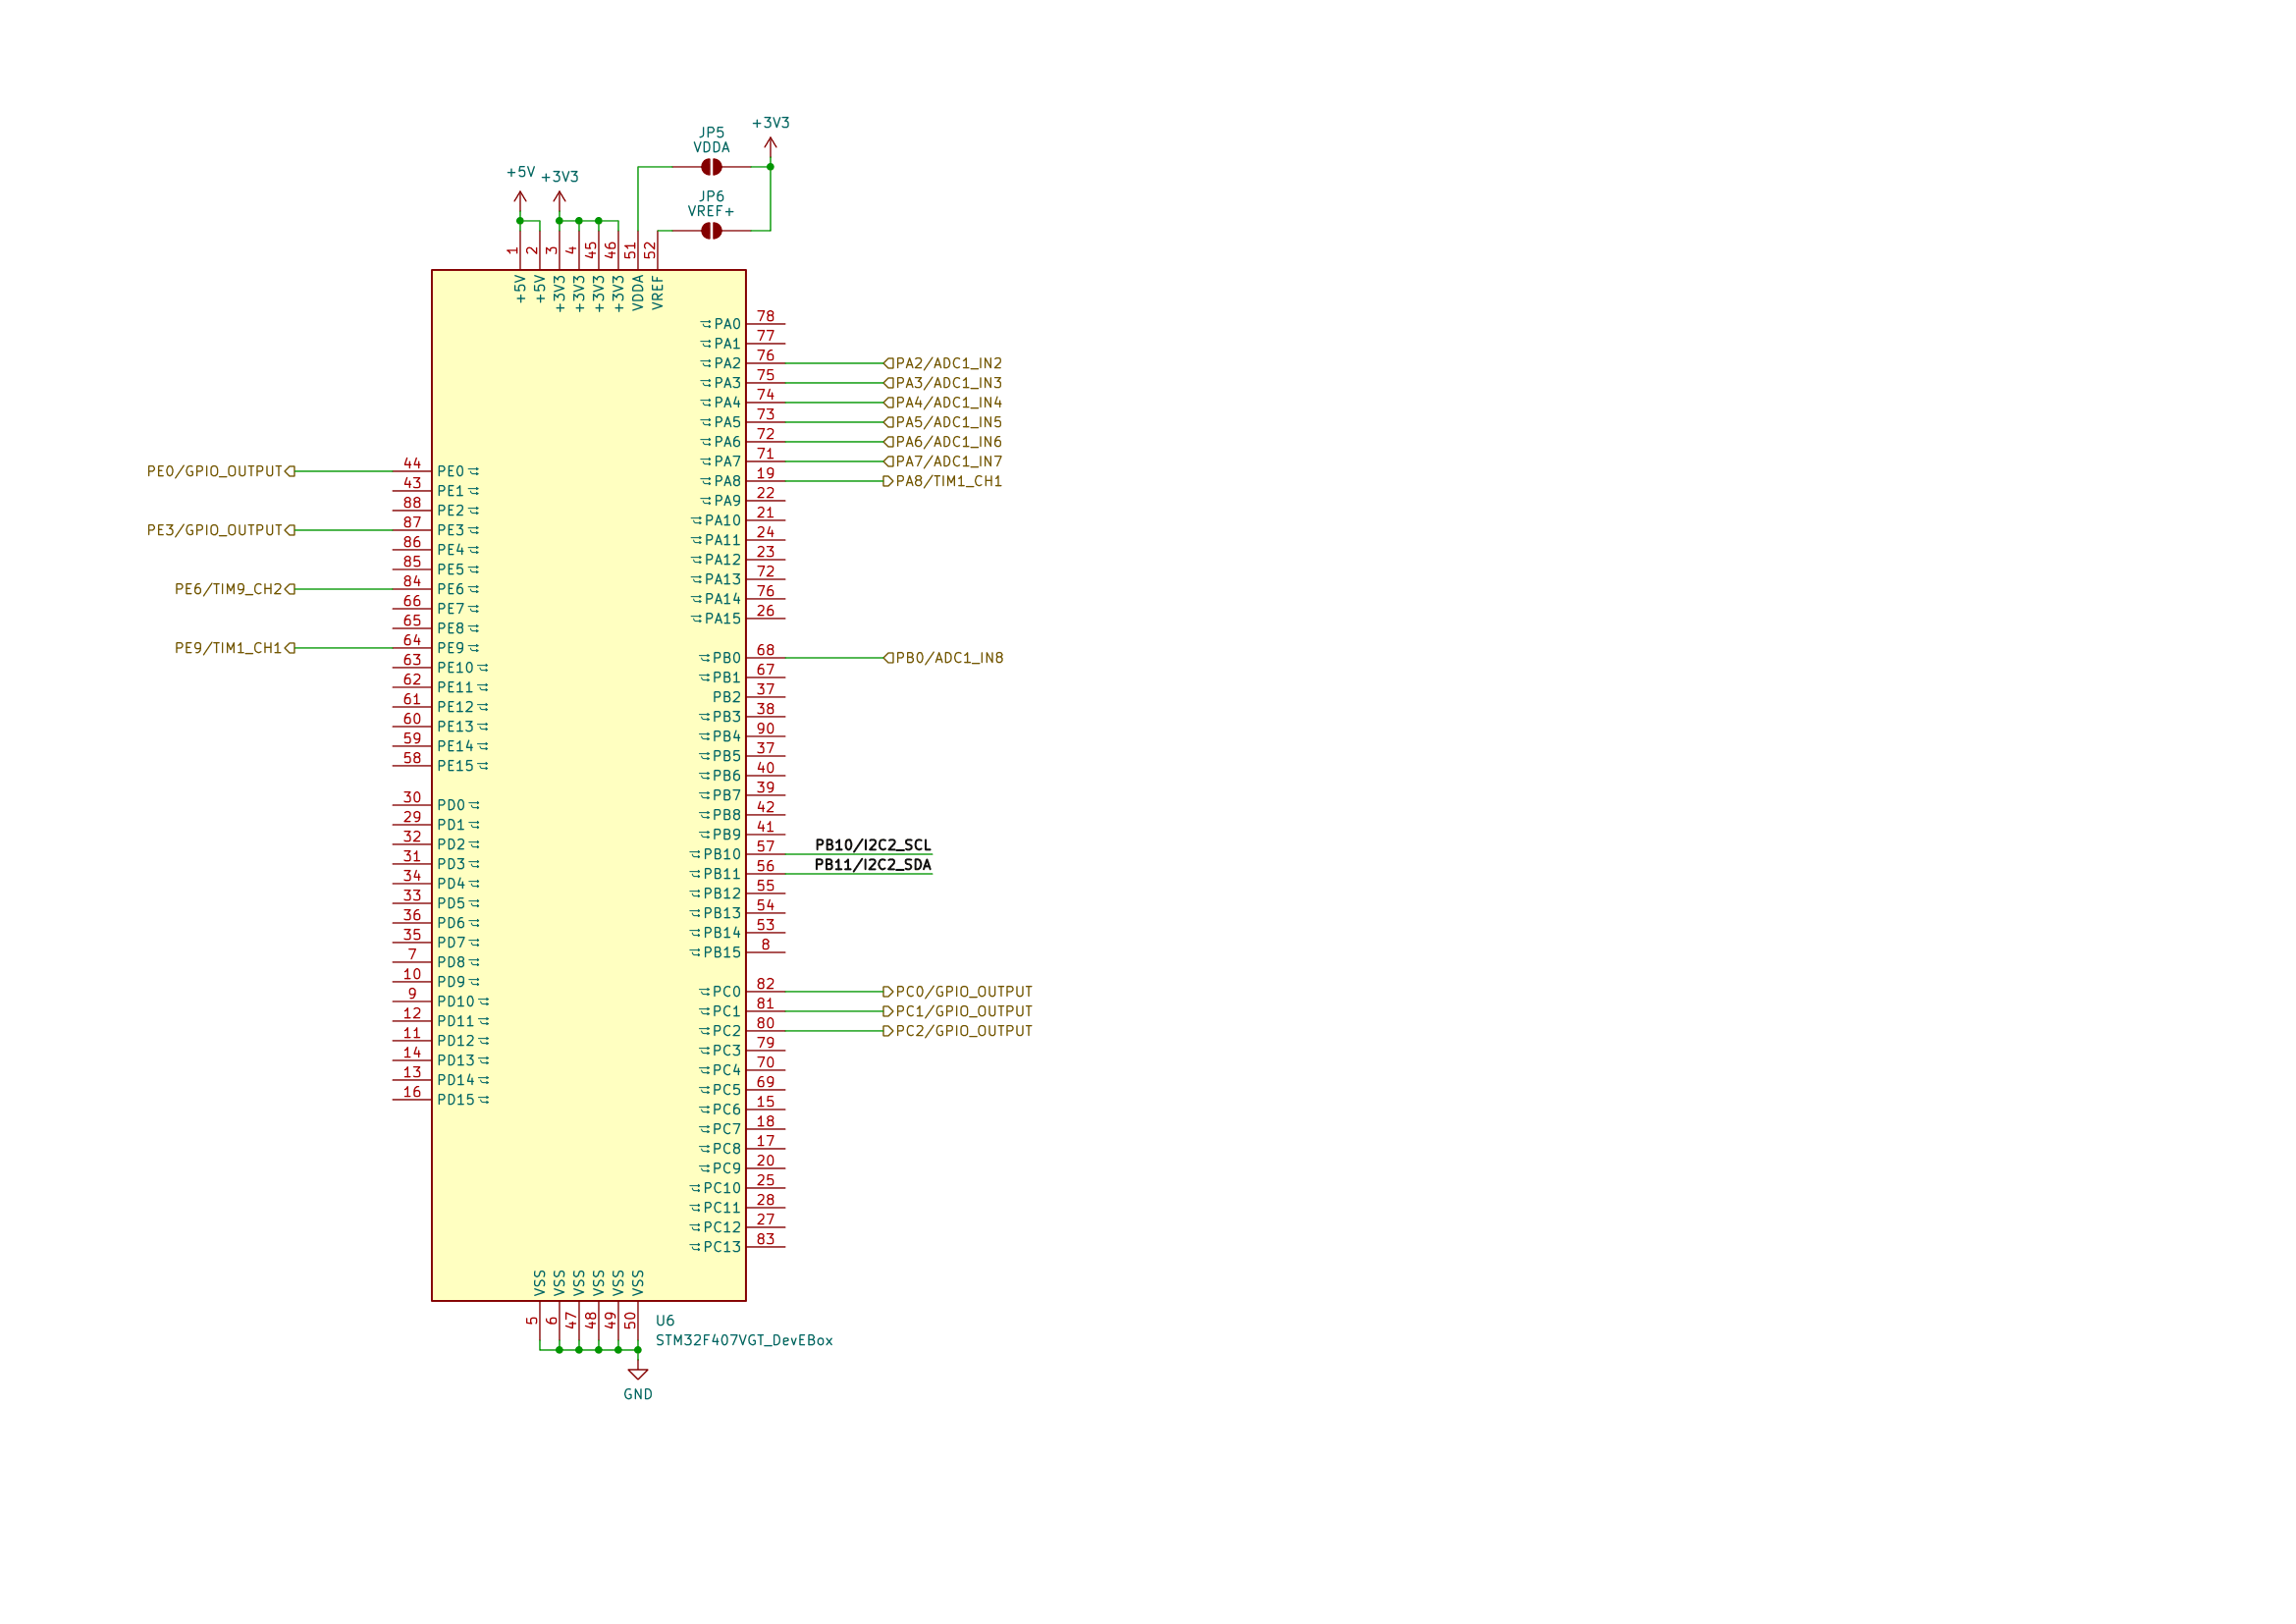 +3V3
JP5
VDDA
+5V
+3V3
JP6
VREF+
1
2
3
4
45
46
51
52
+5V
+5V
+3V3
+3V3
+3V3
+3V3
VDDA
VREF
PA0 78
PA1 77
PA2 76 PA2/ADC1_IN2
PA3 75 PA3/ADC1_IN3
PA4 74 PA4/ADC1_IN4
PA5 73 PA5/ADC1_IN5
PA6 72 PA6/ADC1_IN6
PA7 71 PA7/ADC1_IN7
PA8 19 PA8/TIM1_CH1
PA9 22
PA10 21
PA11 24
PA12 23
PA13 72
PA14 76
PA15 26
PB0 68 PB0/ADC1_IN8
PB1 67
PB2 37
PB3 38
PB4 90
PB5 37
PB6 40
PB7 39
PB8 42
PB9 41
PB10 57 PB10/I2C2_SCL
PB11 56 PB11/I2C2_SDA
PB12 55
PB13 54
PB14 53
PB15 8
PC0 82 PC0/GPIO_OUTPUT
PC1 81 PC1/GPIO_OUTPUT
PC2 80 PC2/GPIO_OUTPUT
PC3 79
PC4 70
PC5 69
PC6 15
PC7 18
PC8 17
PC9 20
PC10 25
PC11 28
PC12 27
PC13 83
PE0/GPIO_OUTPUT 44 PE0
43 PE1
88 PE2
PE3/GPIO_OUTPUT 87 PE3
86 PE4
85 PE5
PE6/TIM9_CH2 84 PE6
66 PE7
65 PE8
PE9/TIM1_CH1 64 PE9
63 PE10
62 PE11
61 PE12
60 PE13
59 PE14
58 PE15
30 PD0
29 PD1
32 PD2
31 PD3
34 PD4
33 PD5
36 PD6
35 PD7
7 PD8
10 PD9
9 PD10
12 PD11
11 PD12
14 PD13
13 PD14
16 PD15
VSS
VSS
VSS
VSS
VSS
VSS
5
6
47
48
49
50
U6
STM32F407VGT_DevEBox
GND